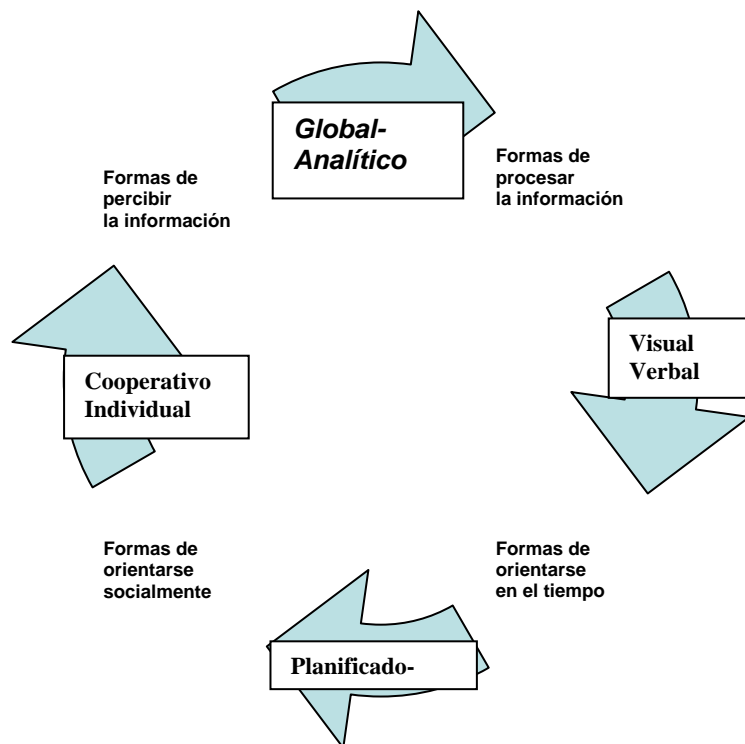 Global-
Analítico
Formas de
percibir
la información
Formas de
procesar
la información
Cooperativo
Individual
Visual
Verbal
Formas de
orientarse
socialmente
Formas de
orientarse
en el tiempo
Planificado-